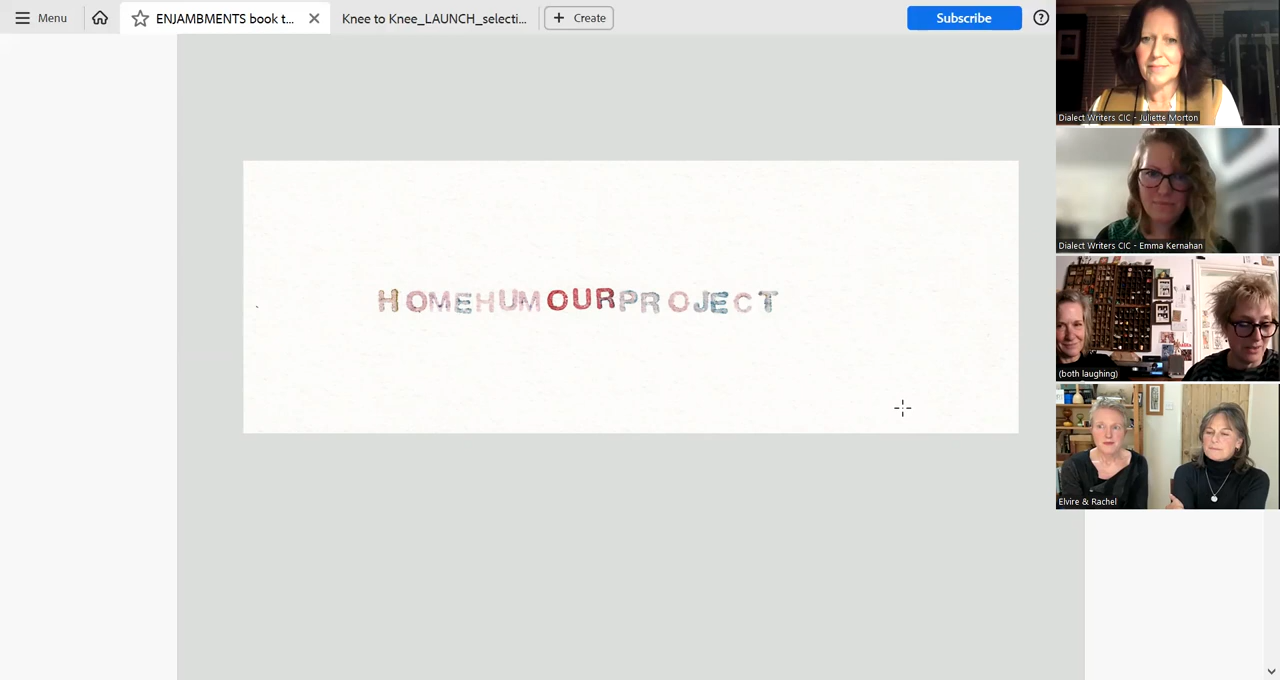 Menu
ENJAMBMENTS book t...
Knee to Knee_LAUNCH_selecti...
Create
Subscribe
HOMEHUMOURPROJECT
Dialect Writers CIC - Juliette Morton
Dialect Writers CIC - Emma Kernahan
(both laughing)
Elvire & Rachel